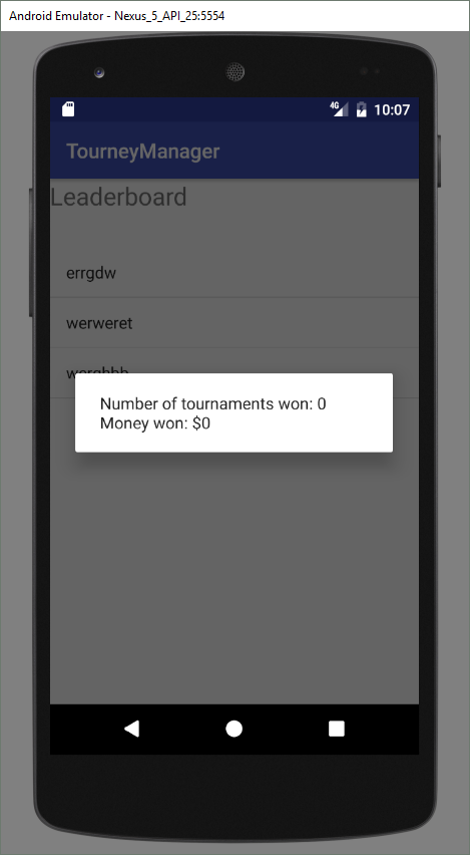 Android Emulator - Nexus_5_API_25:5554
4G 10:07
TourneyManager
Leaderboard
errgdw
werweret
Number of tournaments won: 0
Money won: $0